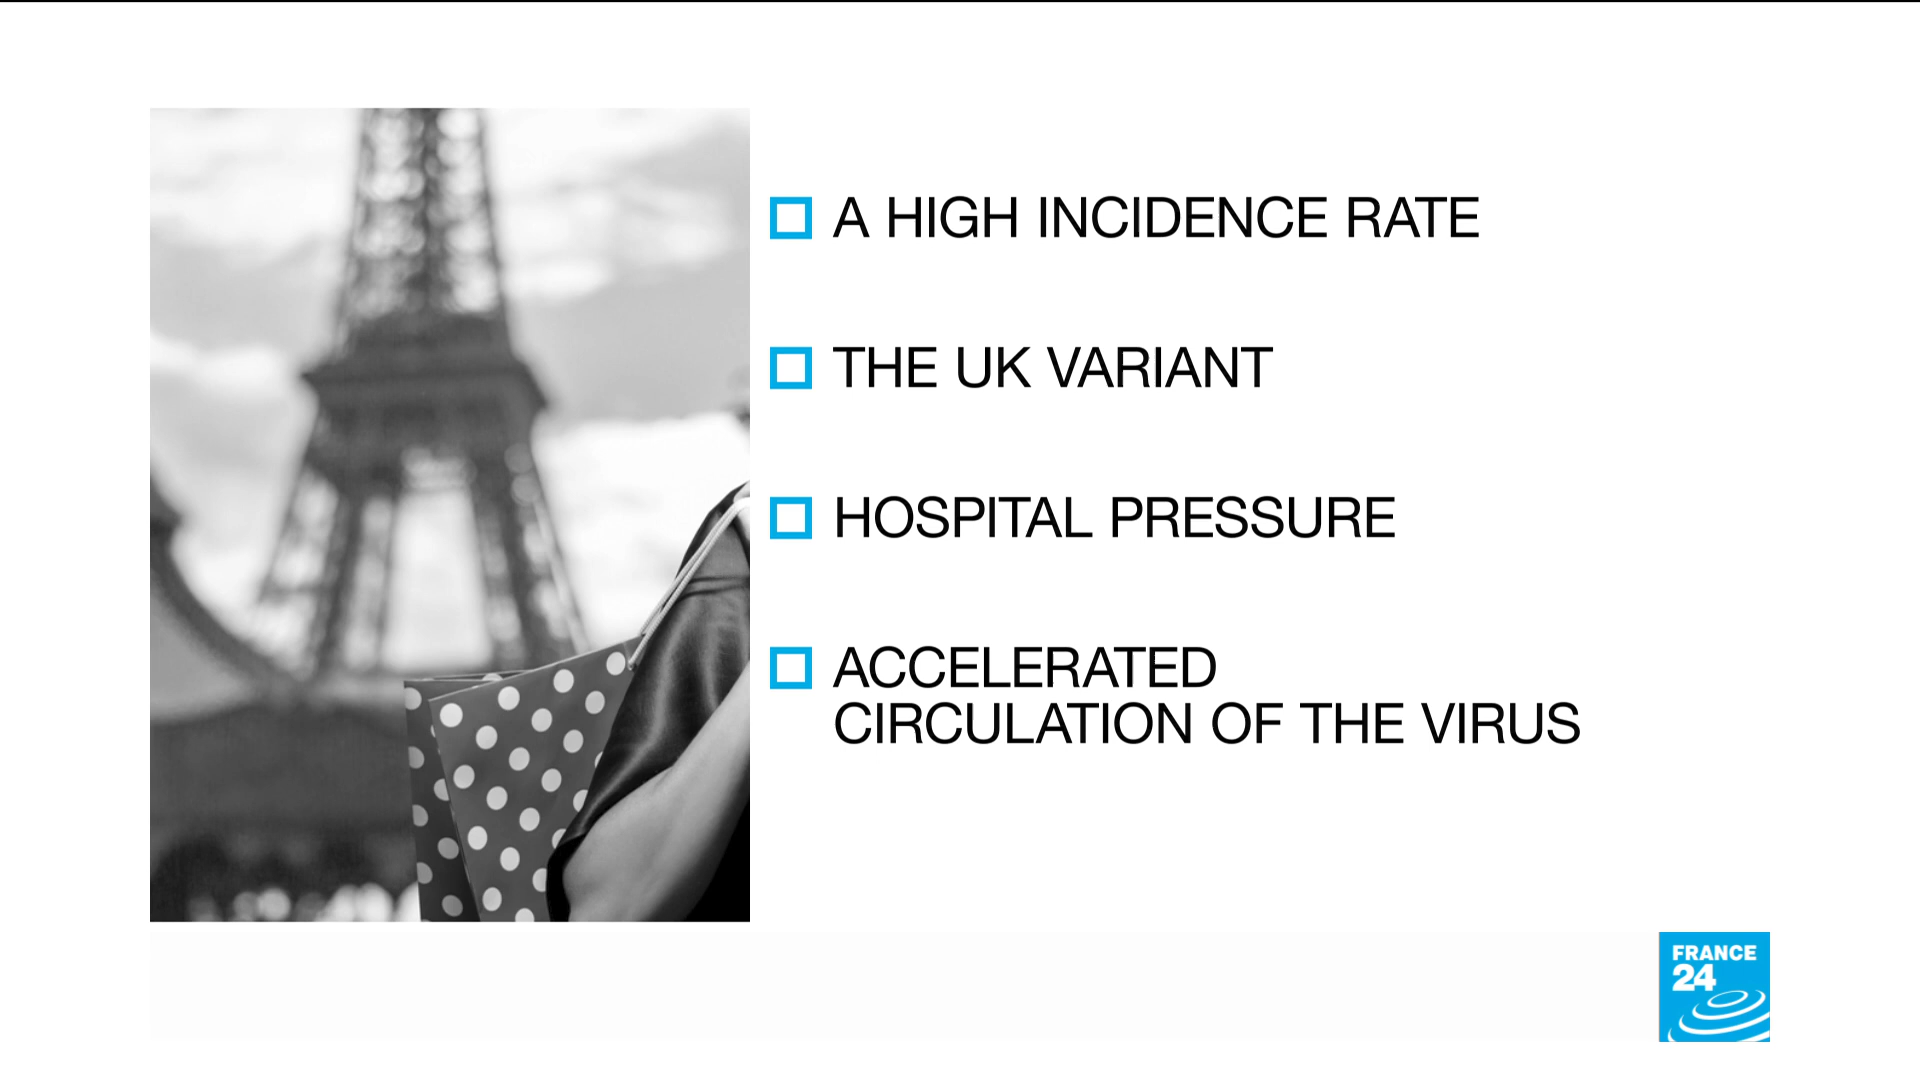 A HIGH INCIDENCE RATE
THE UK VARIANT
HOSPITAL PRESSURE
ACCELERATED
CIRCULATION OF THE VIRUS
FRANCE
24